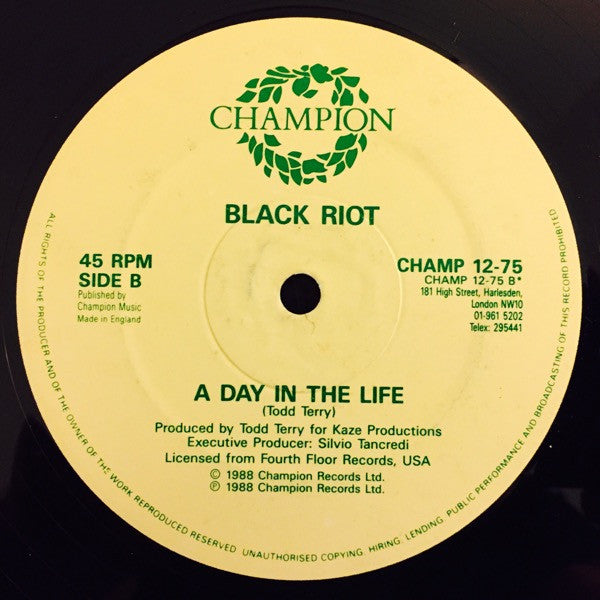 CHAMPION
BLACK RIOT
45 RPM
SIDE B
Published by
Champion Music
Made in England
CHAMP 12-75
CHAMP 12-75 B*
181 High Street, Harlesden,
London NW10
01-961 5202
Telex: 295441
A DAY IN THE LIFE
(Todd Terry)
Produced by Todd Terry for Kaze Productions
Executive Producer: Silvio Tancredi
Licensed from Fourth Floor Records, USA
© 1988 Champion Records Ltd.
℗ 1988 Champion Records Ltd.
ALL RIGHTS OF THE PRODUCER AND OF THE OWNER OF THE WORK REPRODUCED RESERVED. UNAUTHORISED COPYING, HIRING, LENDING, PUBLIC PERFORMANCE AND BROADCASTING OF THIS RECORD PROHIBITED